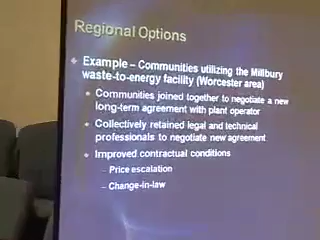 Regional Options
Example – Communities utilizing the Millbury
waste-to-energy facility (Worcester area)
Communities joined together to negotiate a new
long-term agreement with plant operator
Collectively retained legal and technical
professionals to negotiate new agreement
Improved contractual conditions
– Price escalation
– Change-in-law